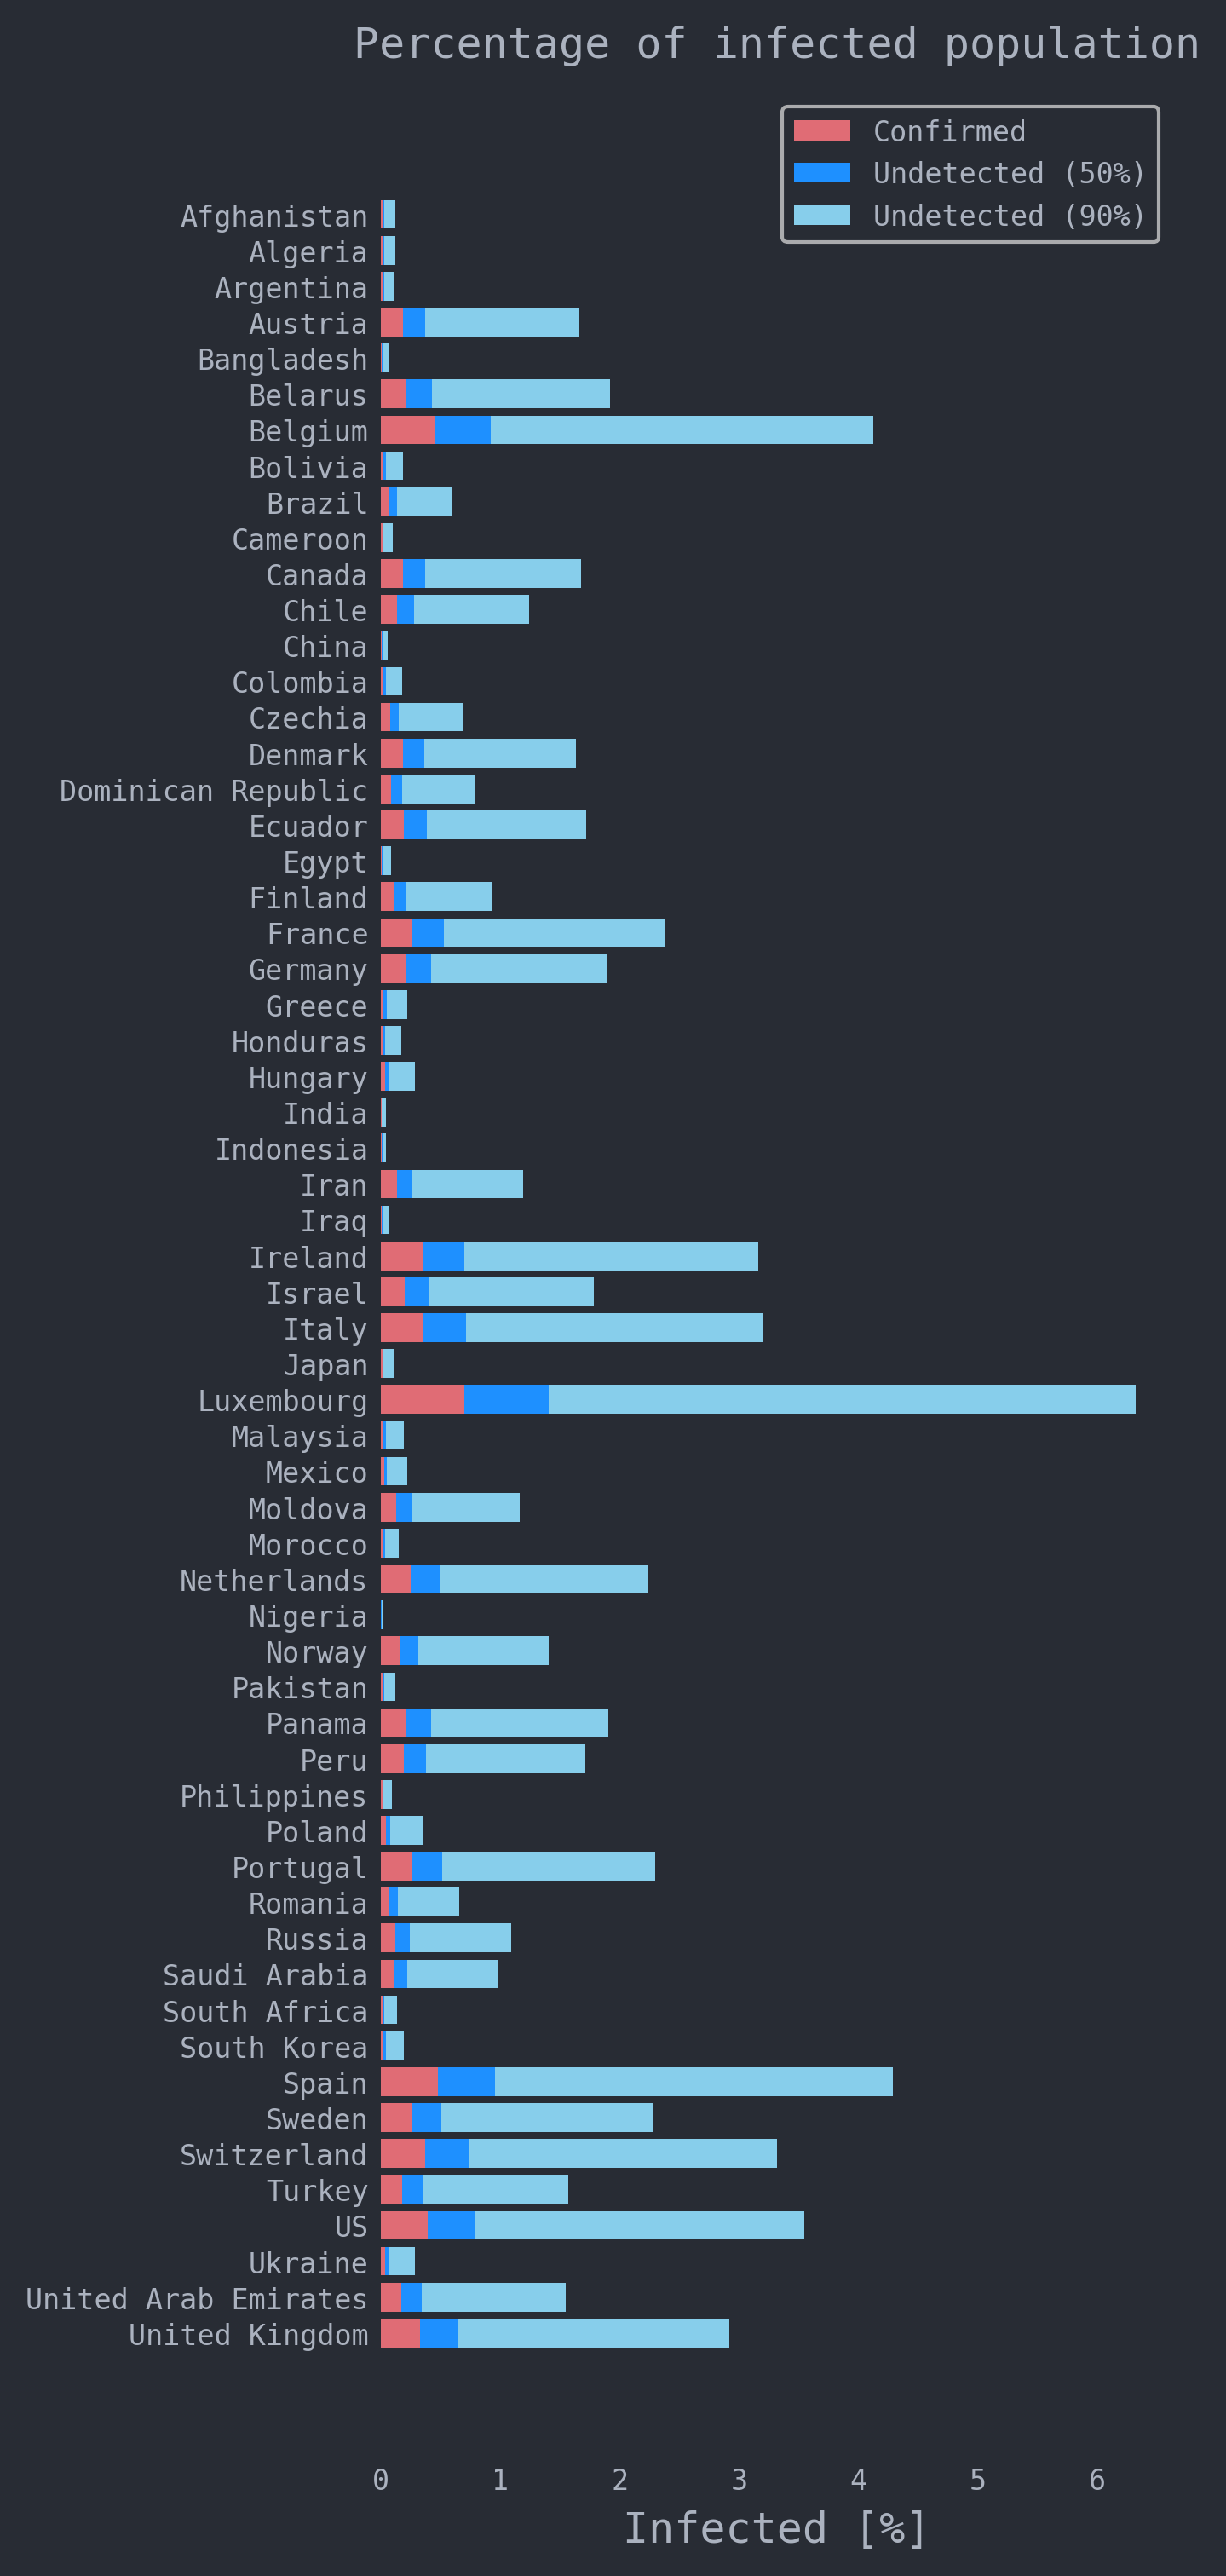 Percentage of infected population
Confirmed
Undetected (50%)
Undetected (90%)
Afghanistan
Algeria
Argentina
Austria
Bangladesh
Belarus
Belgium
Bolivia
Brazil
Cameroon
Canada
Chile
China
Colombia
Czechia
Denmark
Dominican Republic
Ecuador
Egypt
Finland
France
Germany
Greece
Honduras
Hungary
India
Indonesia
Iran
Iraq
Ireland
Israel
Italy
Japan
Luxembourg
Malaysia
Mexico
Moldova
Morocco
Netherlands
Nigeria
Norway
Pakistan
Panama
Peru
Philippines
Poland
Portugal
Romania
Russia
Saudi Arabia
South Africa
South Korea
Spain
Sweden
Switzerland
Turkey
US
Ukraine
United Arab Emirates
United Kingdom
0 1 2 3 4 5 6
Infected [%]